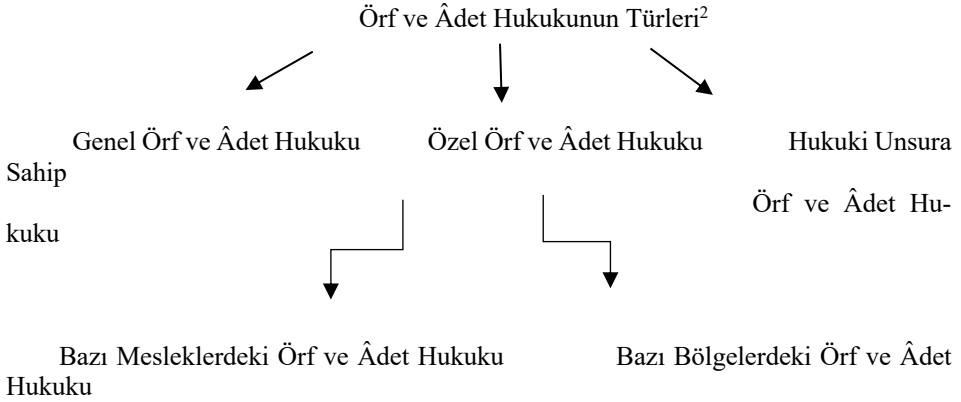 Örf ve Âdet Hukukunun Türleri²
Genel Örf ve Âdet Hukuku Özel Örf ve Âdet Hukuku Hukuki Unsura
Sahip
Örf ve Âdet Hu-
kuku
Bazı Mesleklerdeki Örf ve Âdet Hukuku Bazı Bölgelerdeki Örf ve Âdet
Hukuku